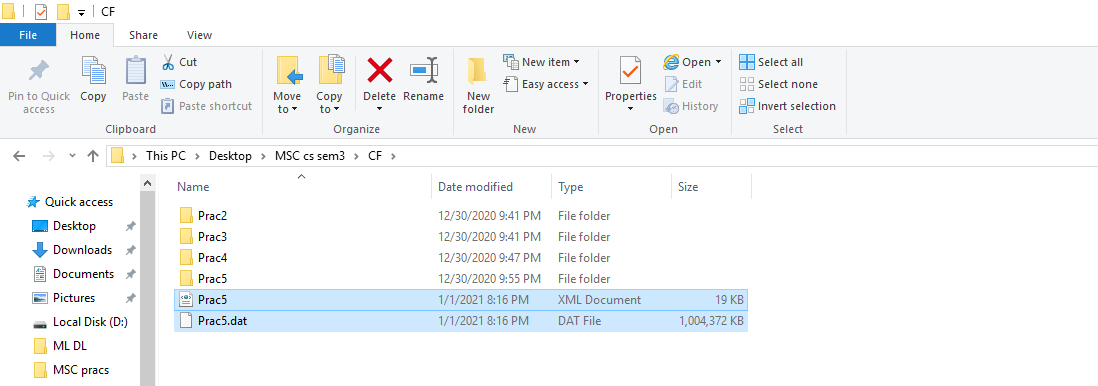 CF
File Home Share View
Pin to Quick access
Copy
Paste
Cut
Copy path
Paste shortcut
Clipboard
Move to
Copy to
Delete
Rename
Organize
New folder
New item
Easy access
New
Properties
Open
Edit
History
Open
Select all
Select none
Invert selection
Select
This PC > Desktop > MSC cs sem3 > CF >
Quick access
Desktop
Downloads
Documents
Pictures
Local Disk (D:)
ML DL
MSC pracs
Name Date modified Type Size
Prac2 12/30/2020 9:41 PM File folder
Prac3 12/30/2020 9:41 PM File folder
Prac4 12/30/2020 9:47 PM File folder
Prac5 12/30/2020 9:55 PM File folder
Prac5 1/1/2021 8:16 PM XML Document 19 KB
Prac5.dat 1/1/2021 8:16 PM DAT File 1,004,372 KB